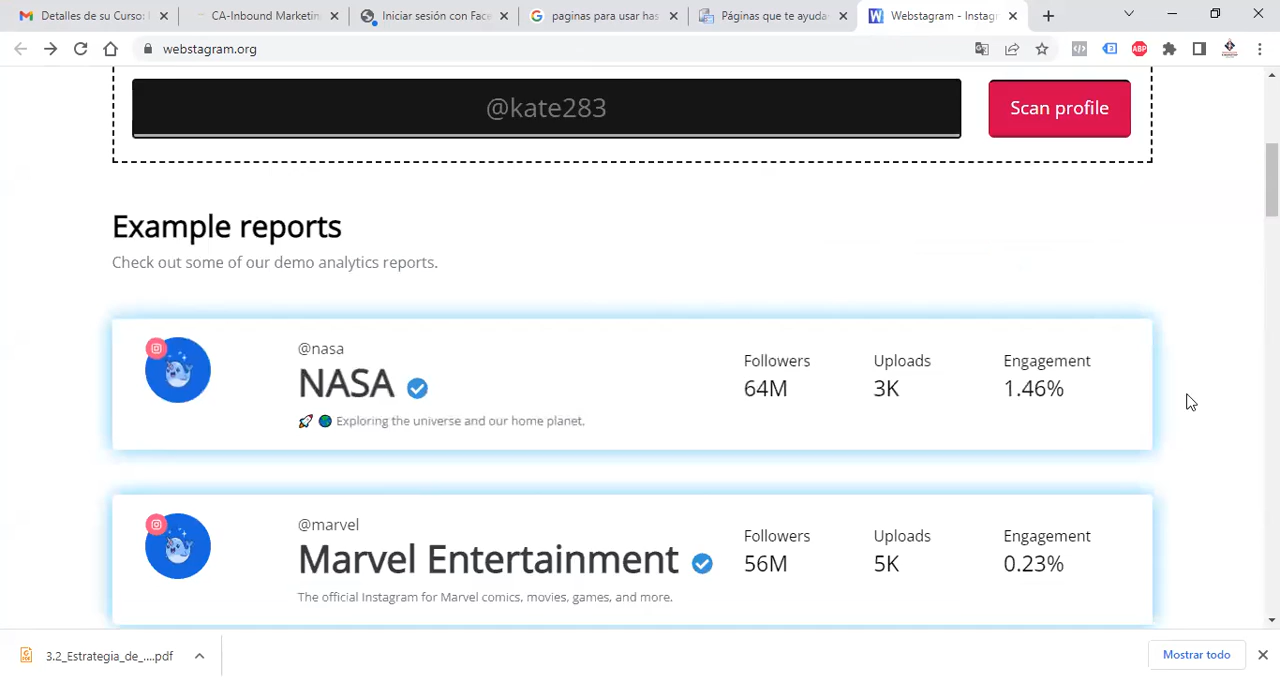 Detalles de su Curso:
CA-Inbound Marketin
Iniciar sesión con Face
paginas para usar has
Páginas que te ayuda
Webstagram - Instagr
webstagram.org
ABP
@kate283
Scan profile
Example reports
Check out some of our demo analytics reports.
@nasa
NASA
Exploring the universe and our home planet.
Followers
64M
Uploads
3K
Engagement
1.46%
@marvel
Marvel Entertainment
The official Instagram for Marvel comics, movies, games, and more.
Followers
56M
Uploads
5K
Engagement
0.23%
3.2_Estrategia_de_....pdf
Mostrar todo